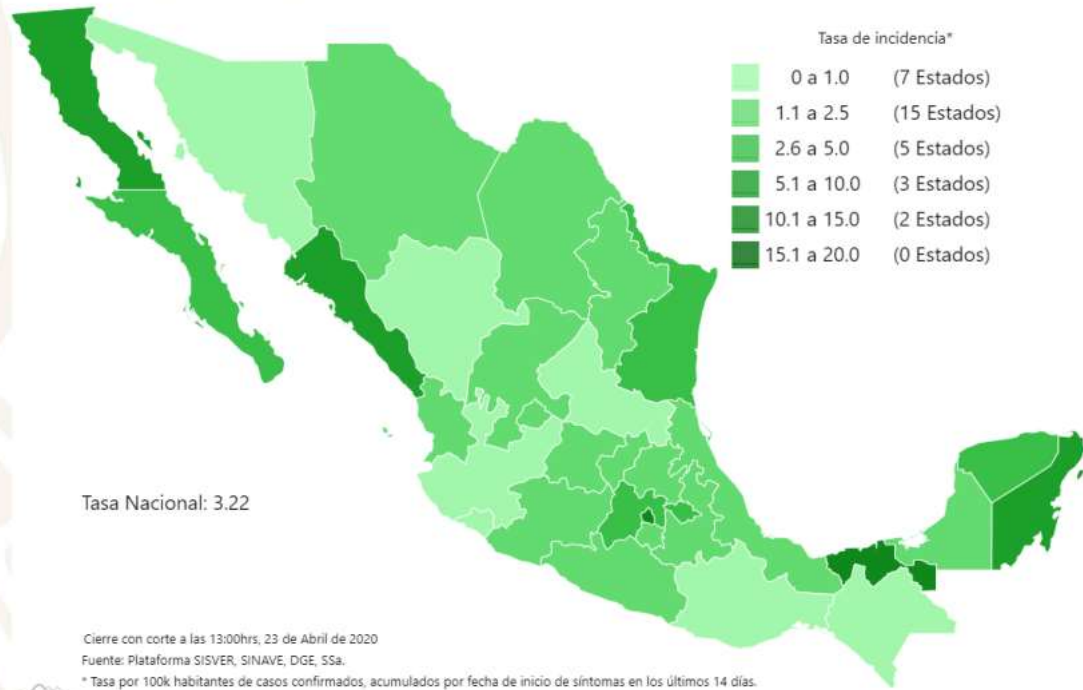 Tasa de incidencia*
0 a 1.0 (7 Estados)
1.1 a 2.5 (15 Estados)
2.6 a 5.0 (5 Estados)
5.1 a 10.0 (3 Estados)
10.1 a 15.0 (2 Estados)
15.1 a 20.0 (0 Estados)
Tasa Nacional: 3.22
Cierre con corte a las 13:00hrs, 23 de Abril de 2020
Fuente: Plataforma SISVER, SINAVE, DGE, SSa.
* Tasa por 100k habitantes de casos confirmados, acumulados por fecha de inicio de síntomas en los últimos 14 días.